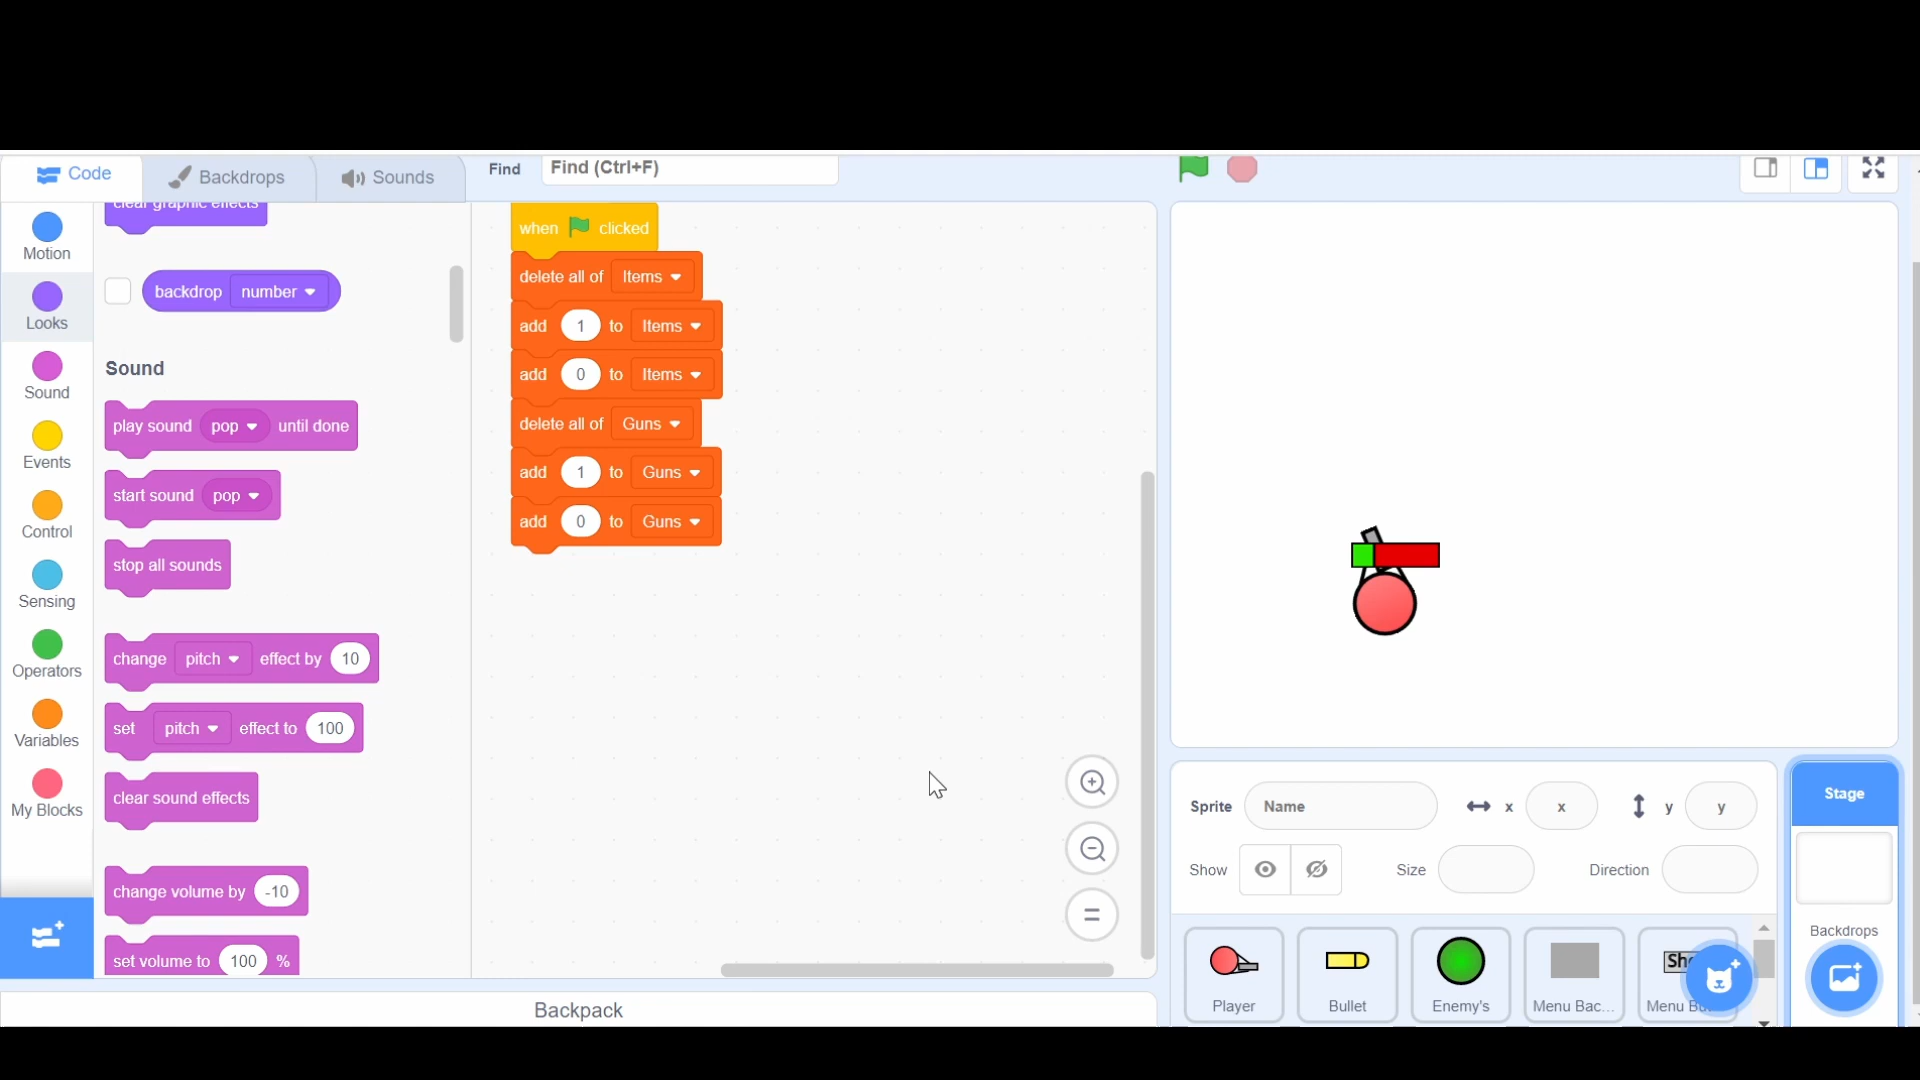 Code
Backdrops
Sounds
Find
Find (Ctrl+F)
Motion
Looks
Sound
Events
Control
Sensing
Operators
Variables
My Blocks
clear graphic effects
backdrop number
Sound
play sound pop until done
start sound pop
stop all sounds
change pitch effect by 10
set pitch effect to 100
clear sound effects
change volume by -10
set volume to 100 %
when clicked
delete all of Items
add 1 to Items
add 0 to Items
delete all of Guns
add 1 to Guns
add 0 to Guns
Backpack
Sprite Name x x y y
Show Size Direction
Player
Bullet
Enemy's
Menu Bac...
Menu
Stage
Backdrops